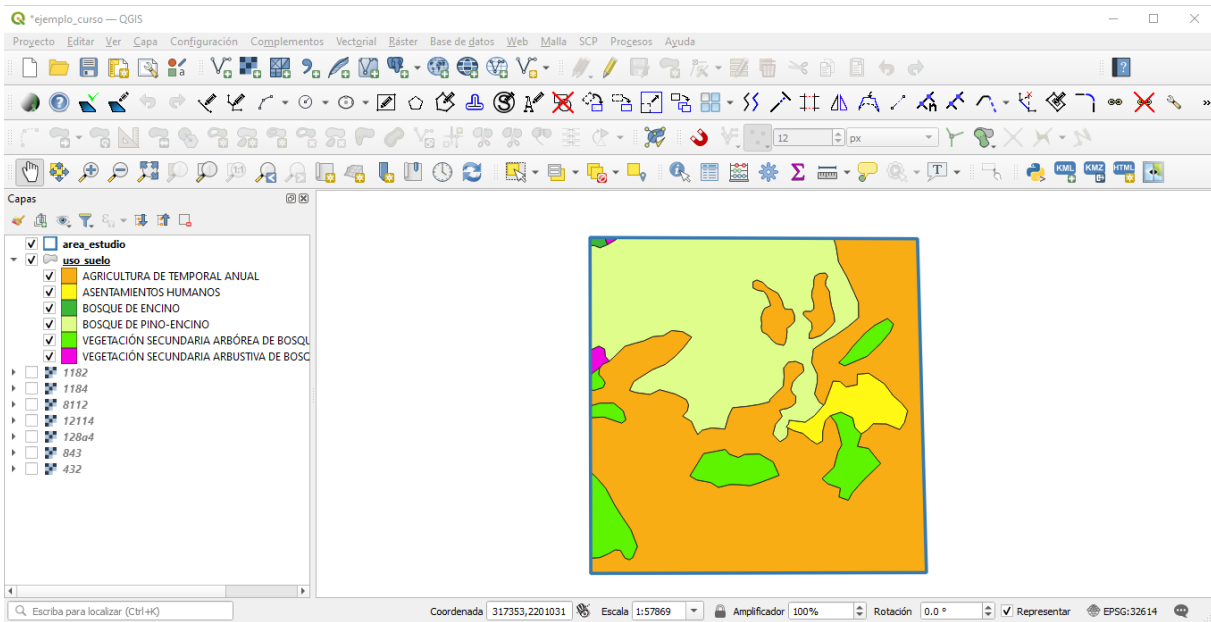 *ejemplo_curso — QGIS
Proyecto Editar Ver Capa Configuración Complementos Vectorial Ráster Base de datos Web Malla SCP Procesos Ayuda
12 px
KML KMZ HTML
Capas
area_estudio
uso_suelo
AGRICULTURA DE TEMPORAL ANUAL
ASENTAMIENTOS HUMANOS
BOSQUE DE ENCINO
BOSQUE DE PINO-ENCINO
VEGETACIÓN SECUNDARIA ARBÓREA DE BOSQU
VEGETACIÓN SECUNDARIA ARBUSTIVA DE BOSC
1182
1184
8112
12114
128a4
843
432
Escriba para localizar (Ctrl+K) Coordenada 317353,2201031 Escala 1:57869 Amplificador 100% Rotación 0.0 ° Representar EPSG:32614